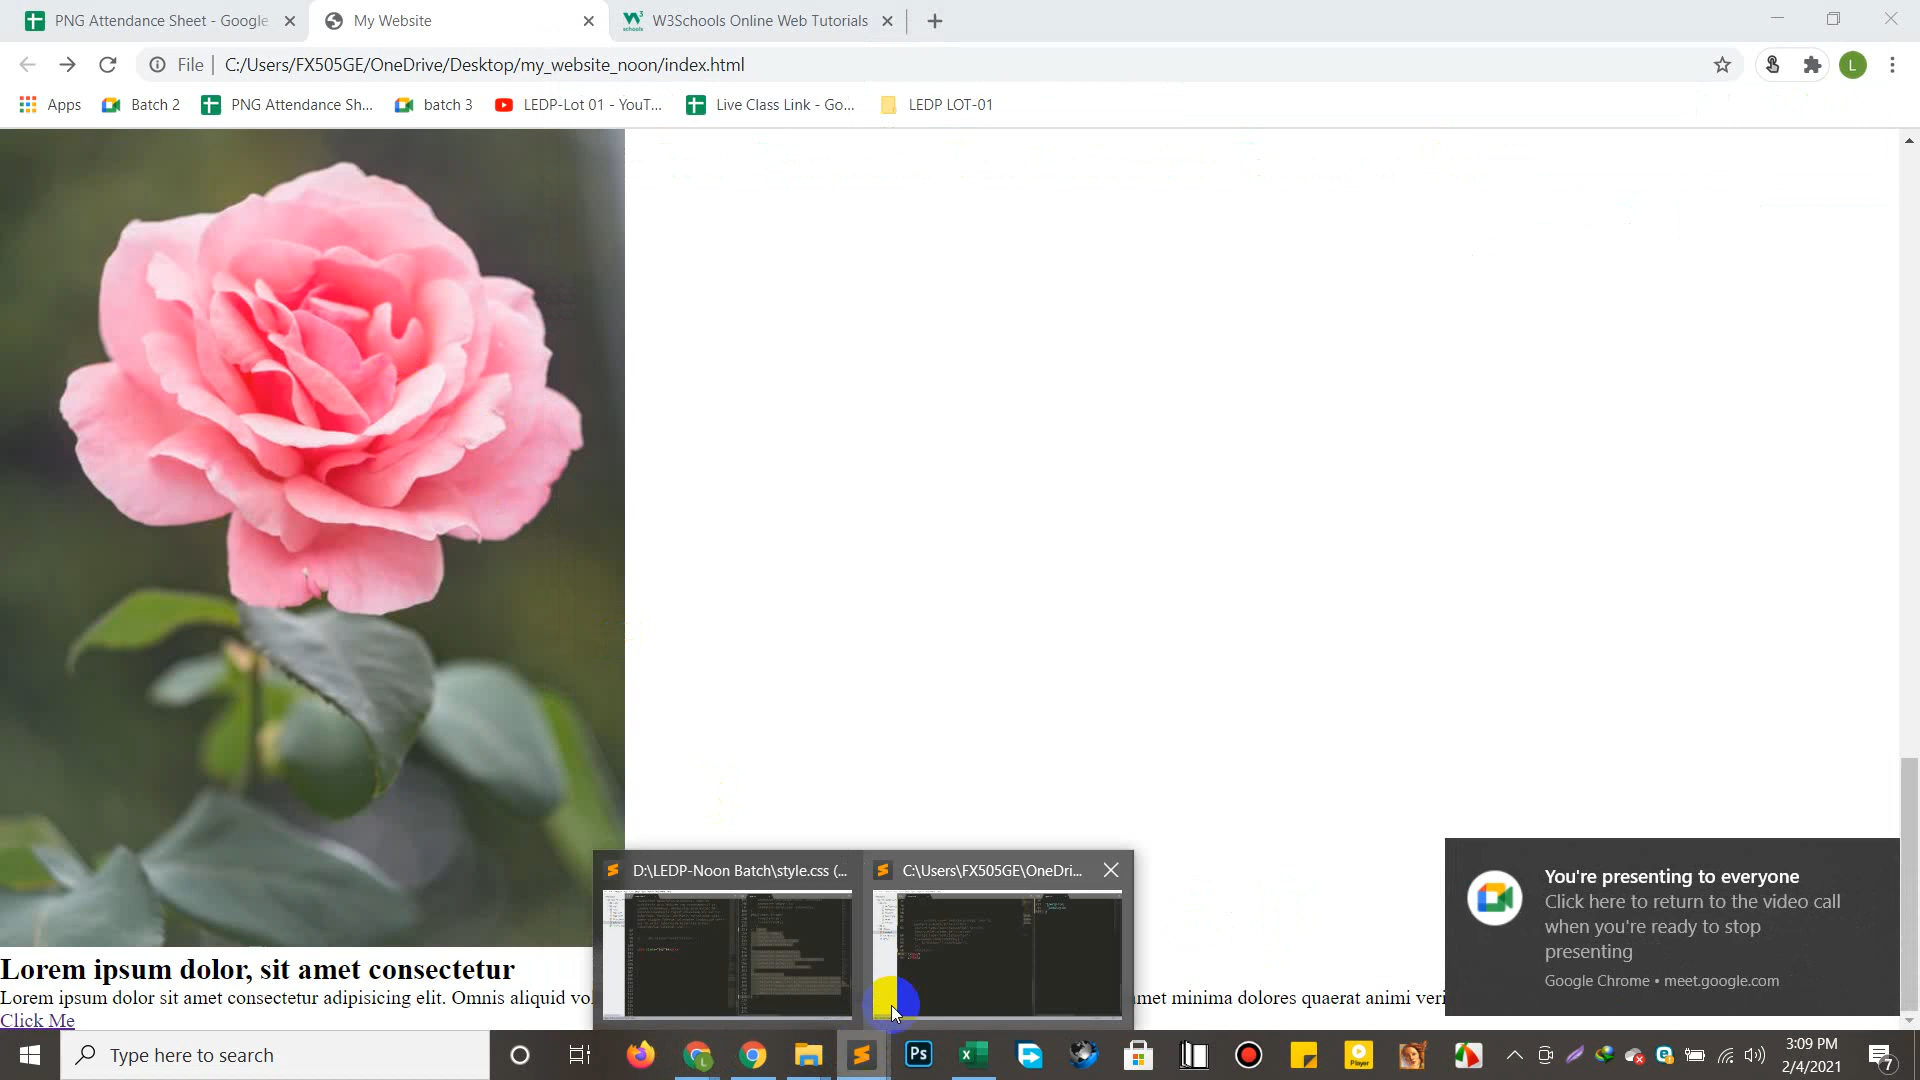 PNG Attendance Sheet - Google
My Website
W3Schools Online Web Tutorials
File
C:/Users/FX505GE/OneDrive/Desktop/my_website_noon/index.html
L
Apps
Batch 2
PNG Attendance Sh...
batch 3
LEDP-Lot 01 - YouT...
Live Class Link - Go...
LEDP LOT-01
D:\LEDP-Noon Batch\style.css (...
C:\Users\FX505GE\OneDri...
You're presenting to everyone
Click here to return to the video call
when you're ready to stop
presenting
Google Chrome • meet.google.com
Lorem ipsum dolor, sit amet consectetur
Lorem ipsum dolor sit amet consectetur adipisicing elit. Omnis aliquid met minima dolores quaerat animi
Click Me
Type here to search
Ps
3:09 PM
2/4/2021
7